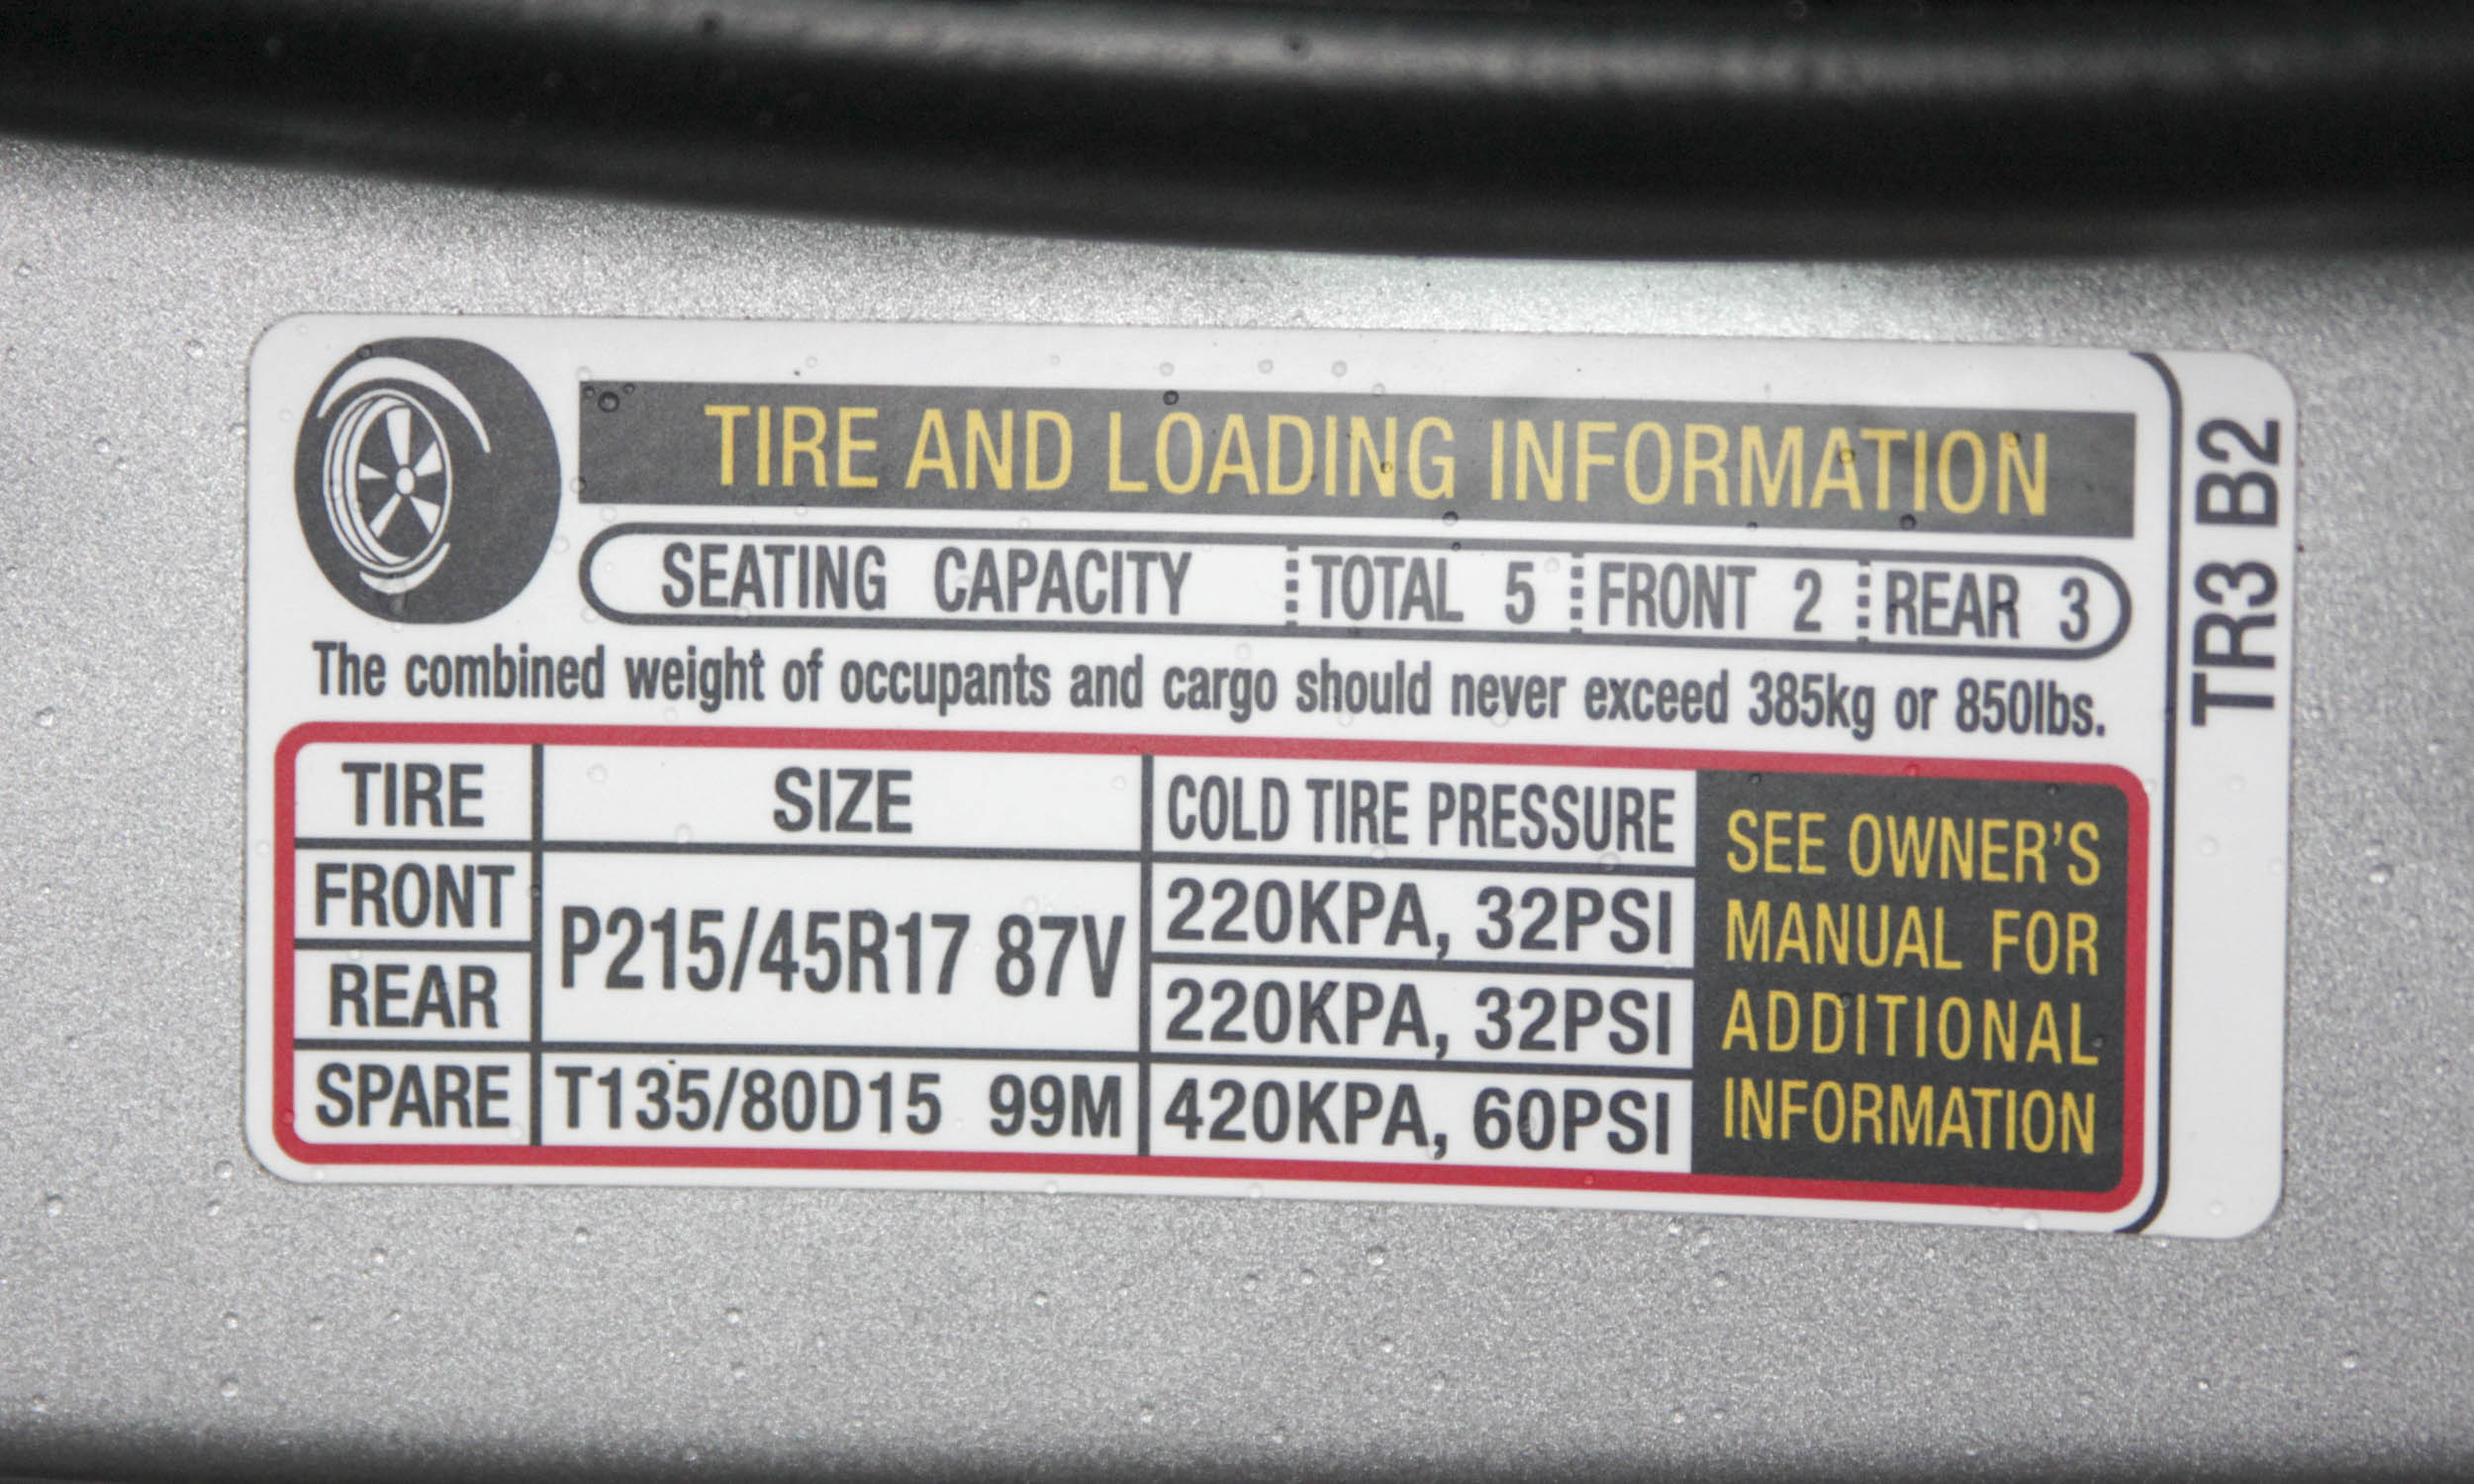 TIRE AND LOADING INFORMATION
SEATING CAPACITY TOTAL 5 FRONT 2 REAR 3
The combined weight of occupants and cargo should never exceed 385kg or 850lbs.
TIRE SIZE COLD TIRE PRESSURE
FRONT P215/45R17 87V 220KPA, 32PSI
REAR 220KPA, 32PSI
SPARE T135/80D15 99M 420KPA, 60PSI
SEE OWNER'S
MANUAL FOR
ADDITIONAL
INFORMATION
TR3 B2